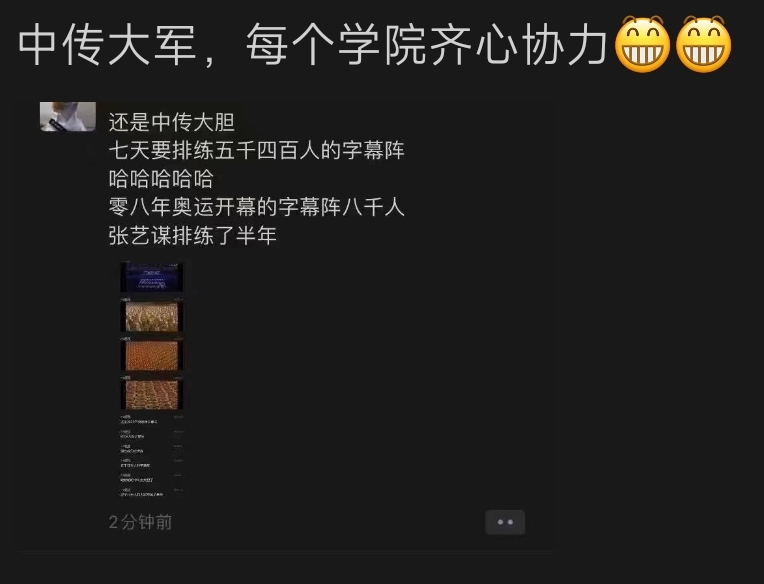 中传大军，每个学院齐心协力😁😁
还是中传大胆
七天要排练五千四百人的字幕阵
哈哈哈哈哈
零八年奥运开幕的字幕阵八千人
张艺谋排练了半年
2分钟前